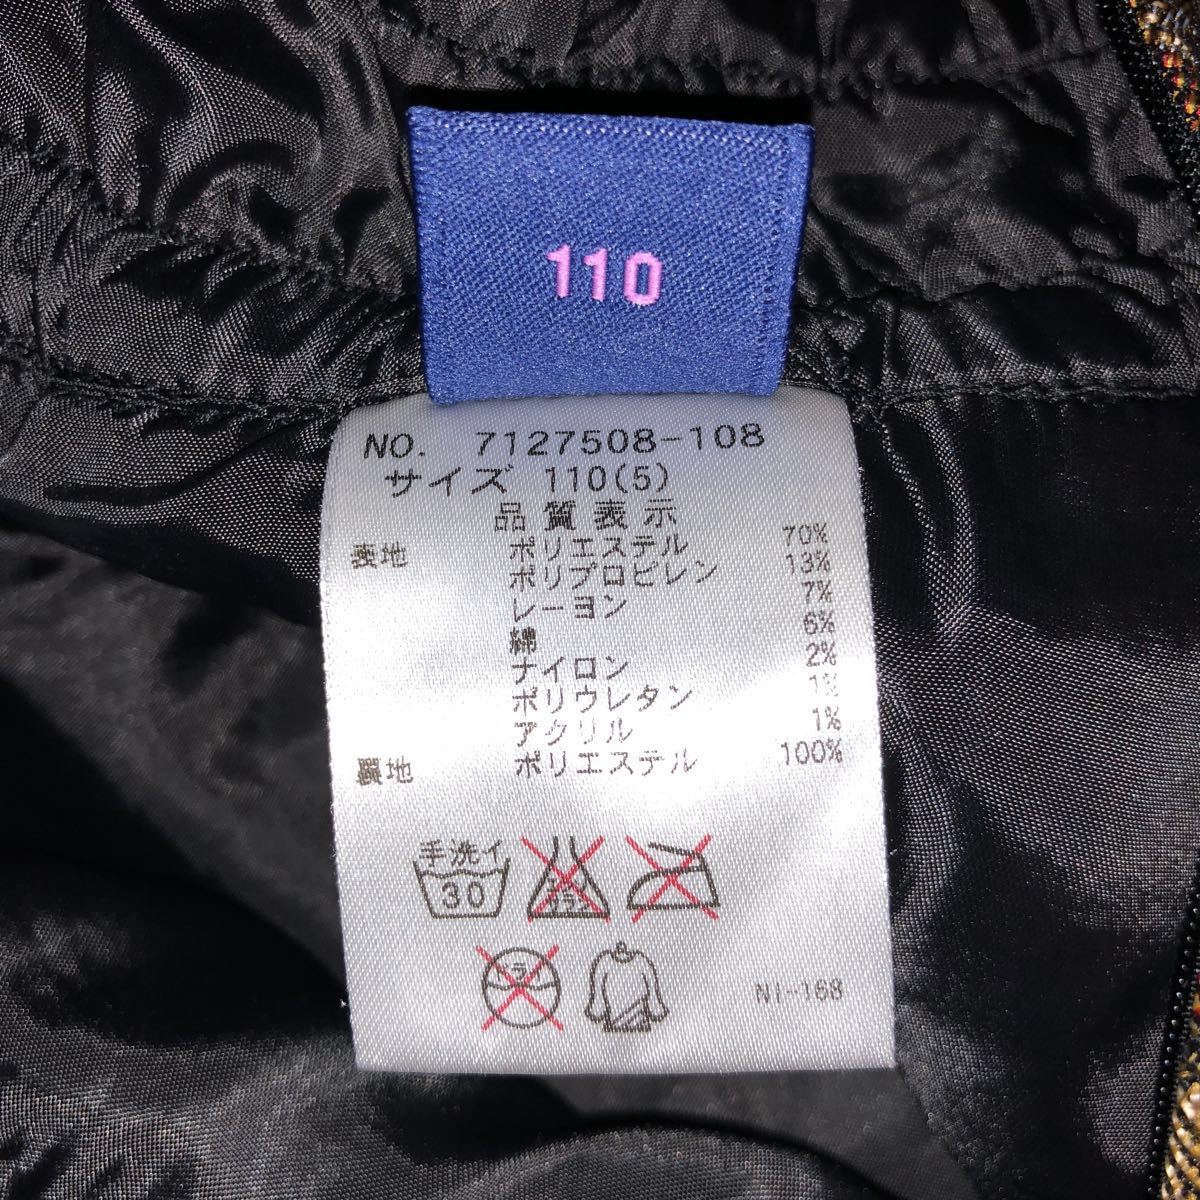 110
NO. 7127508-108
サイズ 110(5)
品質表示
表地 ポリエステル 70%
ポリプロピレン 13%
レーヨン 7%
綿 6%
ナイロン 2%
ポリウレタン 1%
アクリル 1%
裏地 ポリエステル 100%
手洗イ
30
ドライ
NI-168